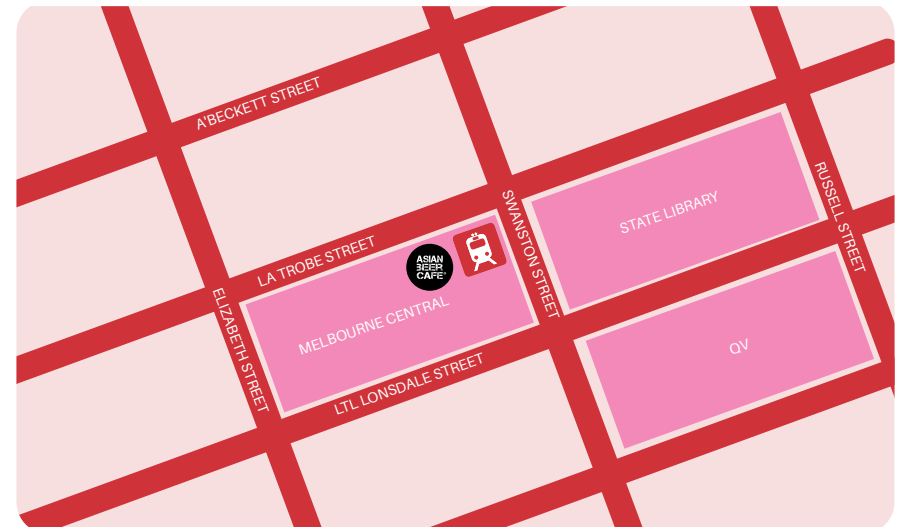 A'BECKETT STREET
LA TROBE STREET
SWANSTON STREET
STATE LIBRARY
RUSSELL STREET
ASIAN
BEER
CAFE
ELIZABETH STREET
MELBOURNE CENTRAL
LTL LONSDALE STREET
QV